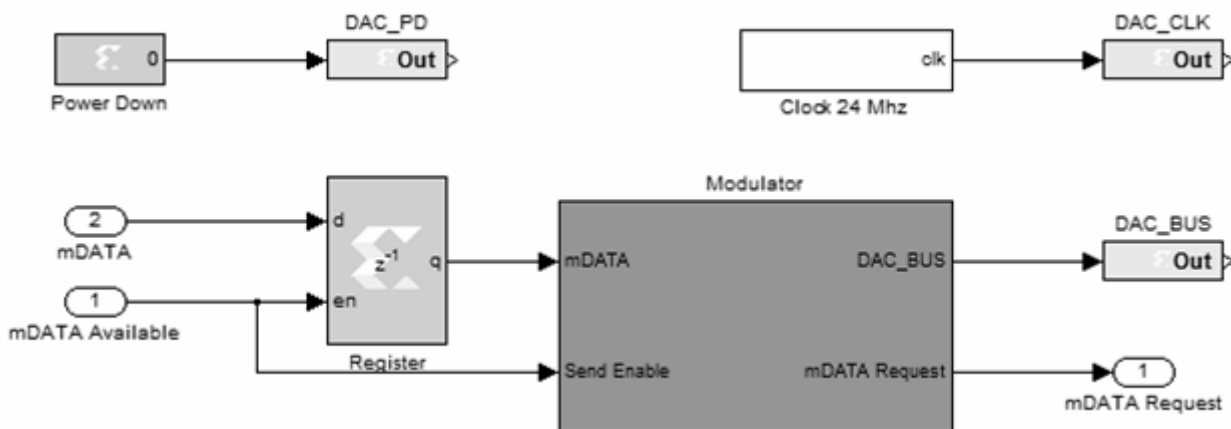 DAC_PD
DAC_CLK
0
Out
clk
Out
Power Down
Clock 24 Mhz
Modulator
2
d
DAC_BUS
mDATA
z-1
q
mDATA
DAC_BUS
Out
1
en
mDATA Available
Register
Send Enable
mDATA Request
1
mDATA Request